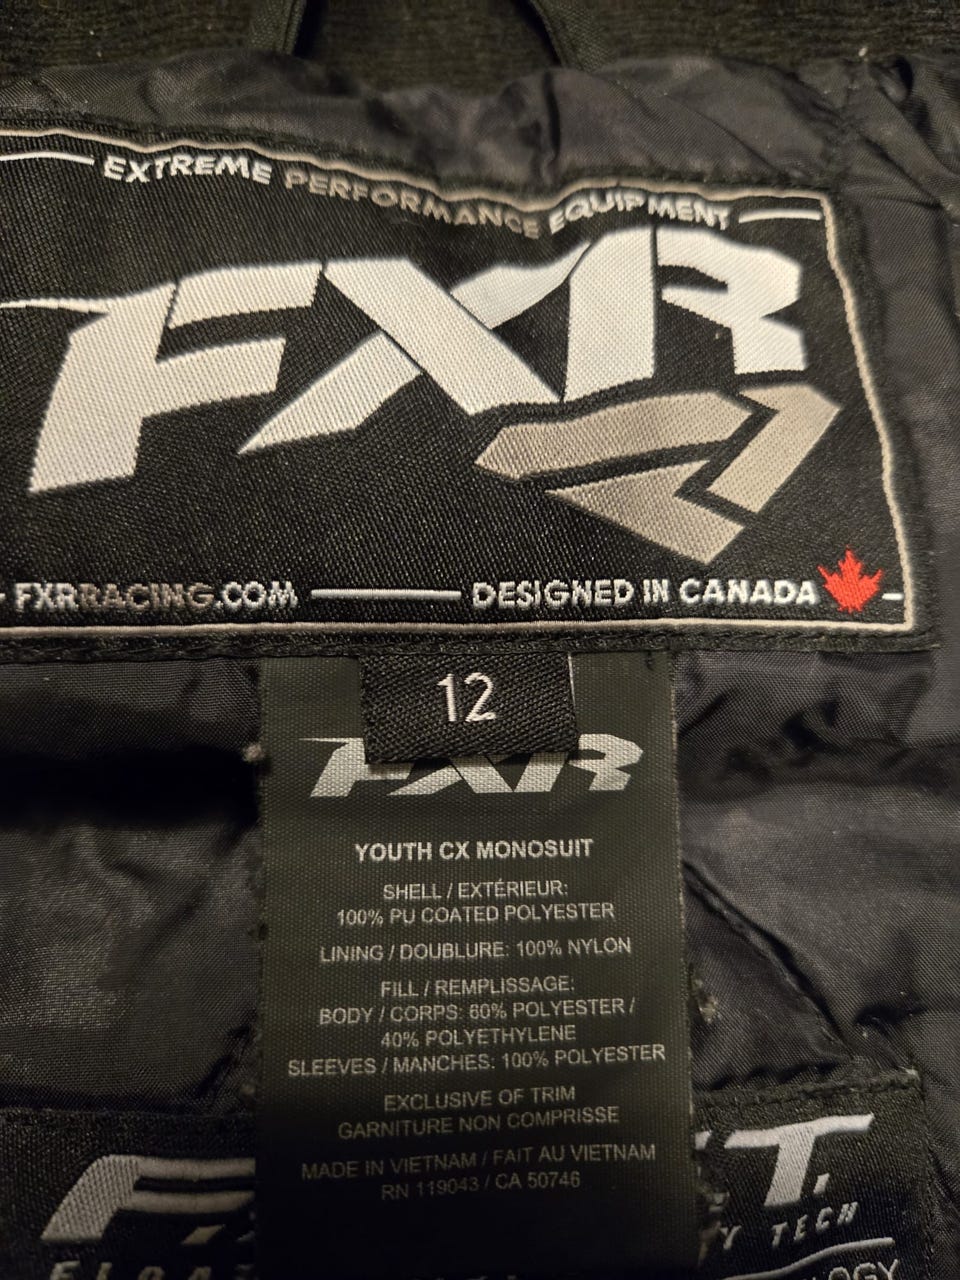 EXTREME PERFORMANCE EQUIPMENT
FXR
FXRRACING.COM DESIGNED IN CANADA
12
FXR
YOUTH CX MONOSUIT
SHELL / EXTÉRIEUR:
100% PU COATED POLYESTER
LINING / DOUBLURE: 100% NYLON
FILL / REMPLISSAGE:
BODY / CORPS: 60% POLYESTER /
40% POLYETHYLENE
SLEEVES / MANCHES: 100% POLYESTER
EXCLUSIVE OF TRIM
GARNITURE NON COMPRISSE
MADE IN VIETNAM / FAIT AU VIETNAM
RN 119043 / CA 50746
F. T.
TECH